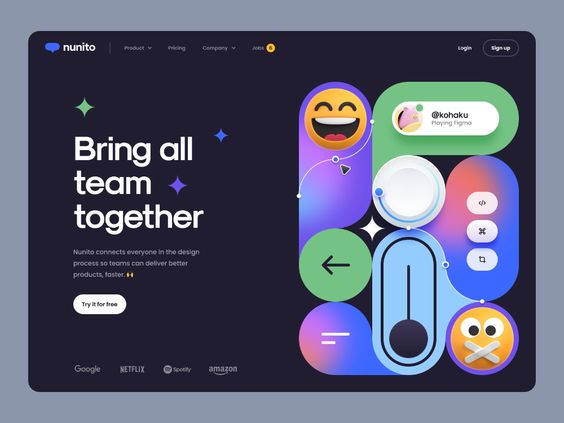 nunito
Product
Pricing
Company
Jobs 6
Login
Sign up
Bring all
team
together
Nunito connects everyone in the design
process so teams can deliver better
products, faster. 🙌
Try it for free
Google
NETFLIX
Spotify
amazon
@kohaku
Playing Figma